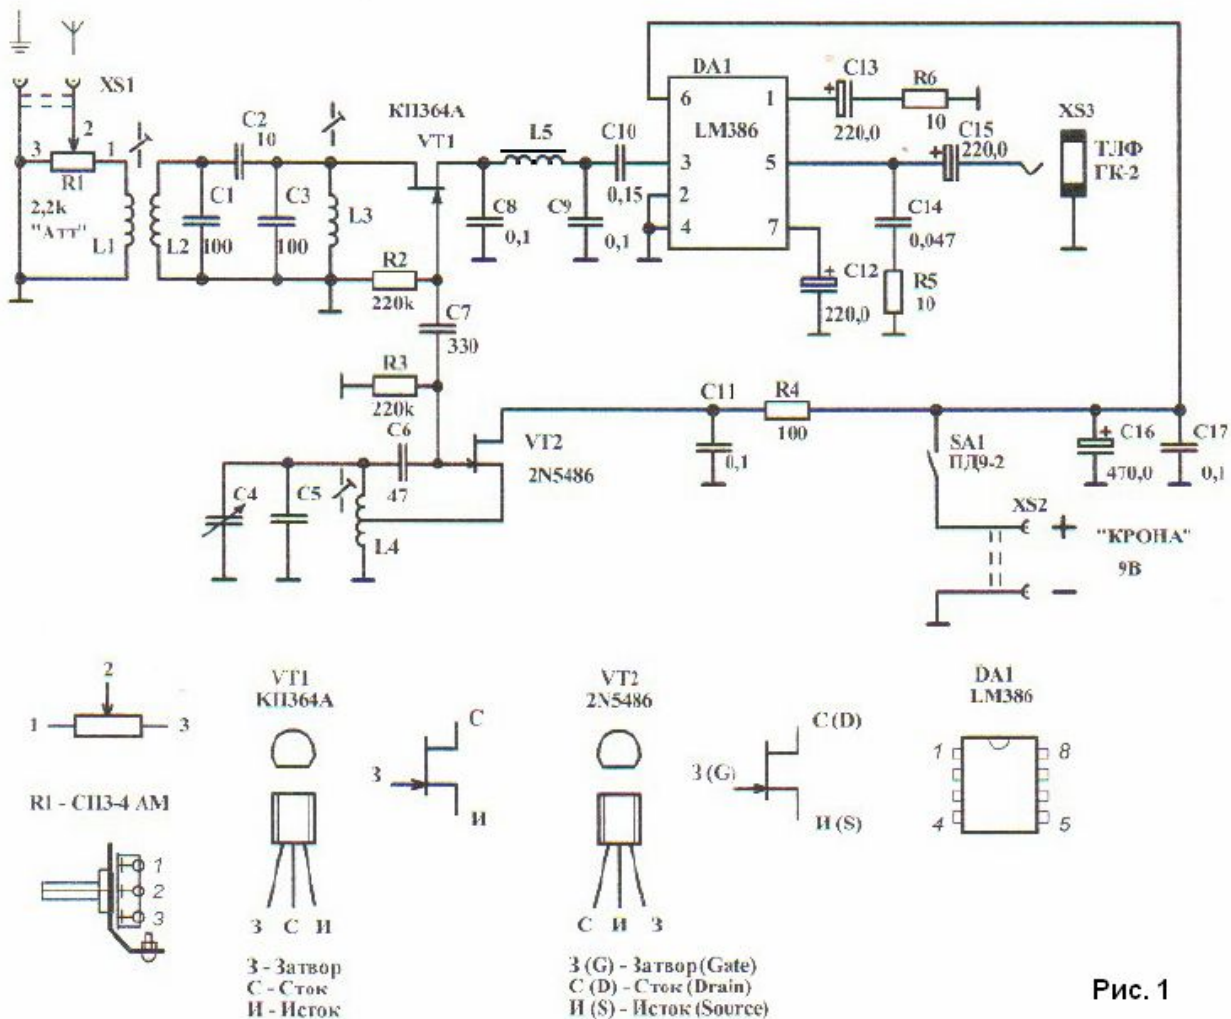 XS1
2
3
1
R1
2,2k
"Атт"
L1
L2
C1
100
C2
10
C3
100
L3
КП364А
VT1
R2
220k
C7
330
R3
220k
C6
47
C4
C5
L4
VT2
2N5486
L5
C8
0,1
C9
0,1
C10
0,15
DA1
LM386
6
3
2
4
1
5
7
C13
220,0
R6
10
C15
220,0
XS3
ТЛФ
ГК-2
C14
0,047
C12
220,0
R5
10
C11
0,1
R4
100
SA1
ПД9-2
C16
470,0
C17
0,1
XS2
"КРОНА"
9В
2
1
3
R1 - СП3-4 АМ
1
2
3
VT1
КП364А
З С И
З - Затвор
С - Сток
И - Исток
С
З
И
VT2
2N5486
С И З
З (G) - Затвор(Gate)
С (D) - Сток (Drain)
И (S) - Исток (Source)
С (D)
З (G)
И (S)
DA1
LM386
1
8
4
5
Рис. 1